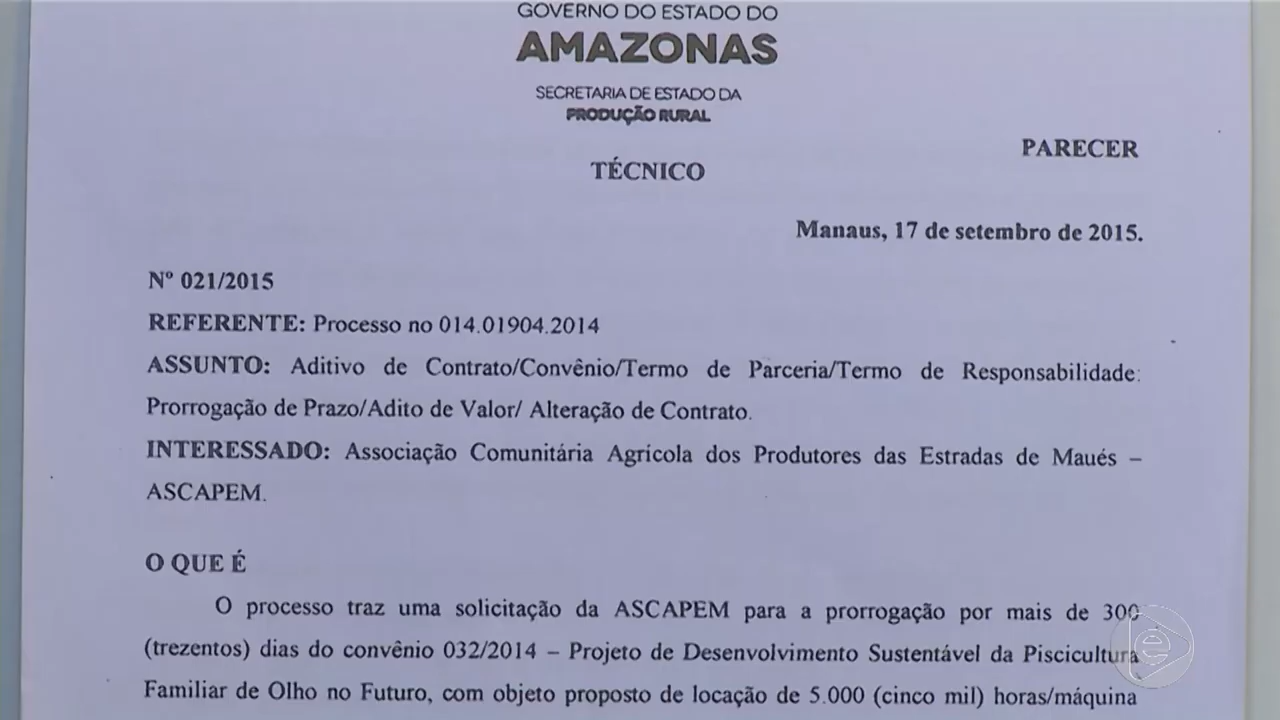 GOVERNO DO ESTADO DO
AMAZONAS
SECRETARIA DE ESTADO DA
PRODUÇÃO RURAL
PARECER
TÉCNICO
Manaus, 17 de setembro de 2015.
Nº 021/2015
REFERENTE: Processo no 014.01904.2014
ASSUNTO: Aditivo de Contrato/Convênio/Termo de Parceria/Termo de Responsabilidade:
Prorrogação de Prazo/Adito de Valor/ Alteração de Contrato.
INTERESSADO: Associação Comunitária Agrícola dos Produtores das Estradas de Maués –
ASCAPEM.
O QUE É
O processo traz uma solicitação da ASCAPEM para a prorrogação por mais de 300
(trezentos) dias do convênio 032/2014 – Projeto de Desenvolvimento Sustentável da Piscicultura
Familiar de Olho no Futuro, com objeto proposto de locação de 5.000 (cinco mil) horas/máquina
e